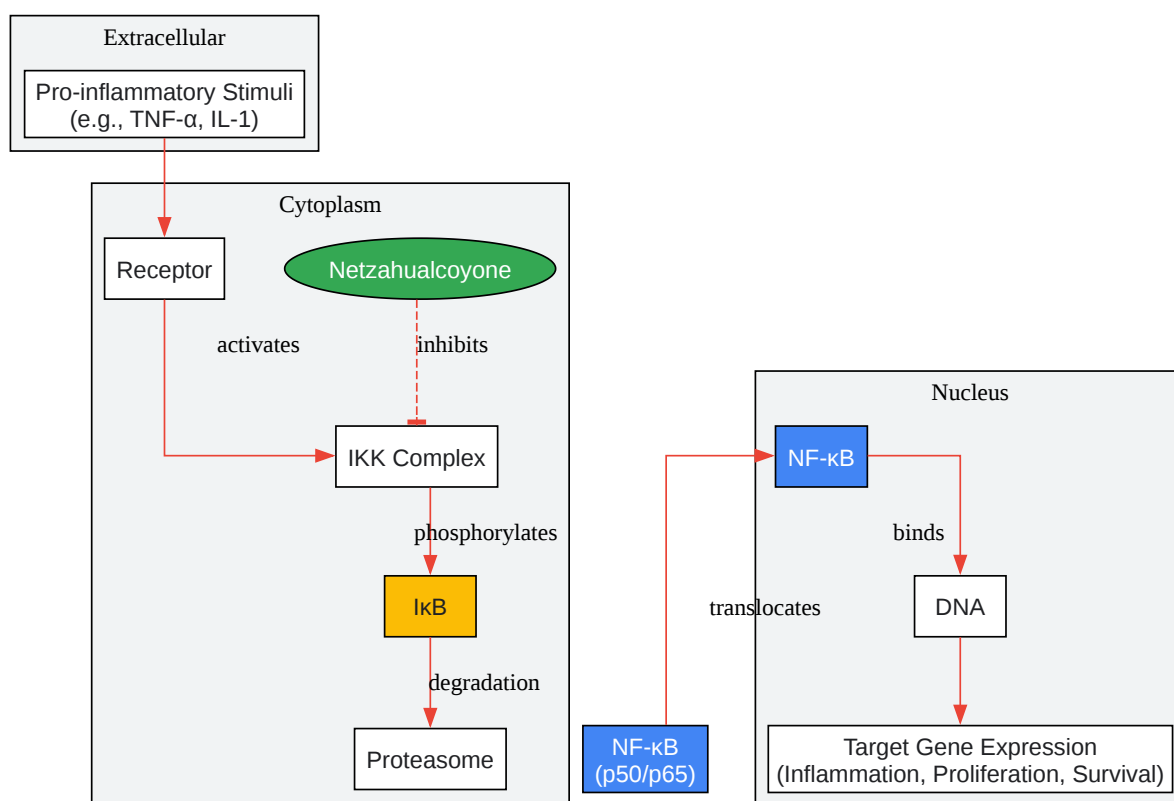 Extracellular
Pro-inflammatory Stimuli
(e.g., TNF-α, IL-1)
Cytoplasm
Receptor
Netzahualcoyone
activates
inhibits
IKK Complex
phosphorylates
IκB
degradation
Proteasome
NF-κB
(p50/p65)
translocates
Nucleus
NF-κB
binds
DNA
Target Gene Expression
(Inflammation, Proliferation, Survival)